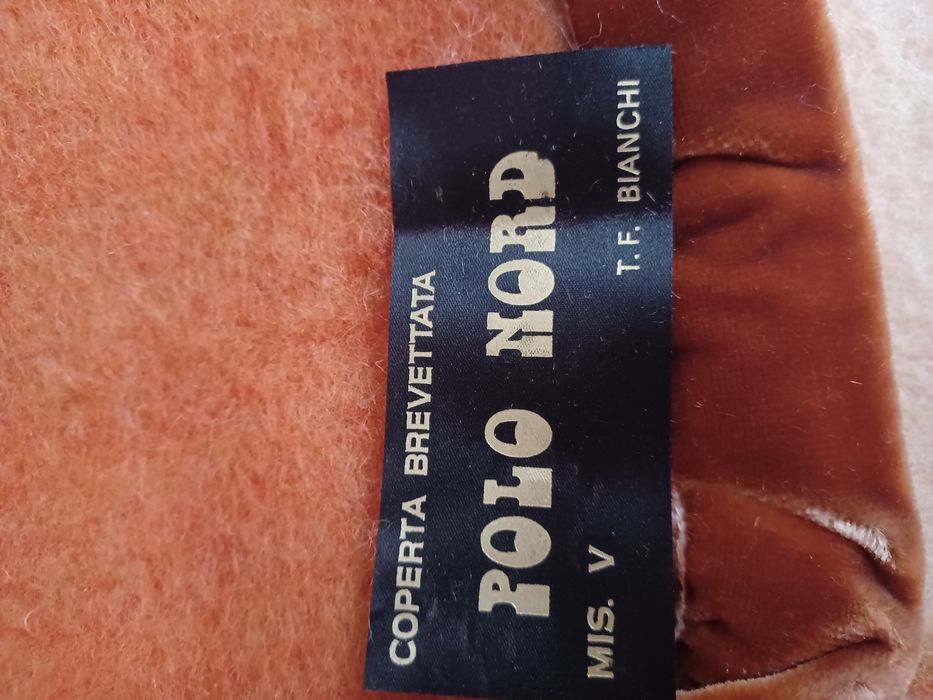 COPERTA BREVETTATA
POLO NORD
MIS. V T. F. BIANCHI